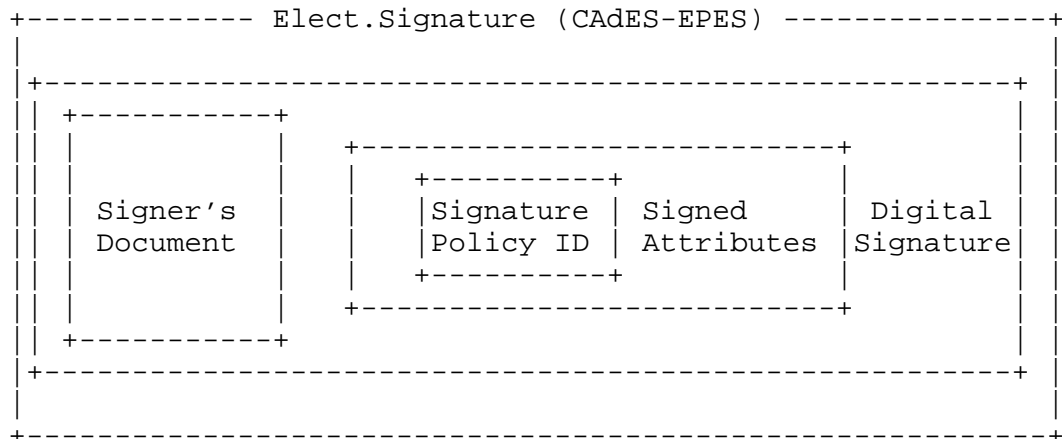 Elect.Signature (CAdES-EPES)
Signer's Signature Signed Digital
Document Policy ID Attributes Signature